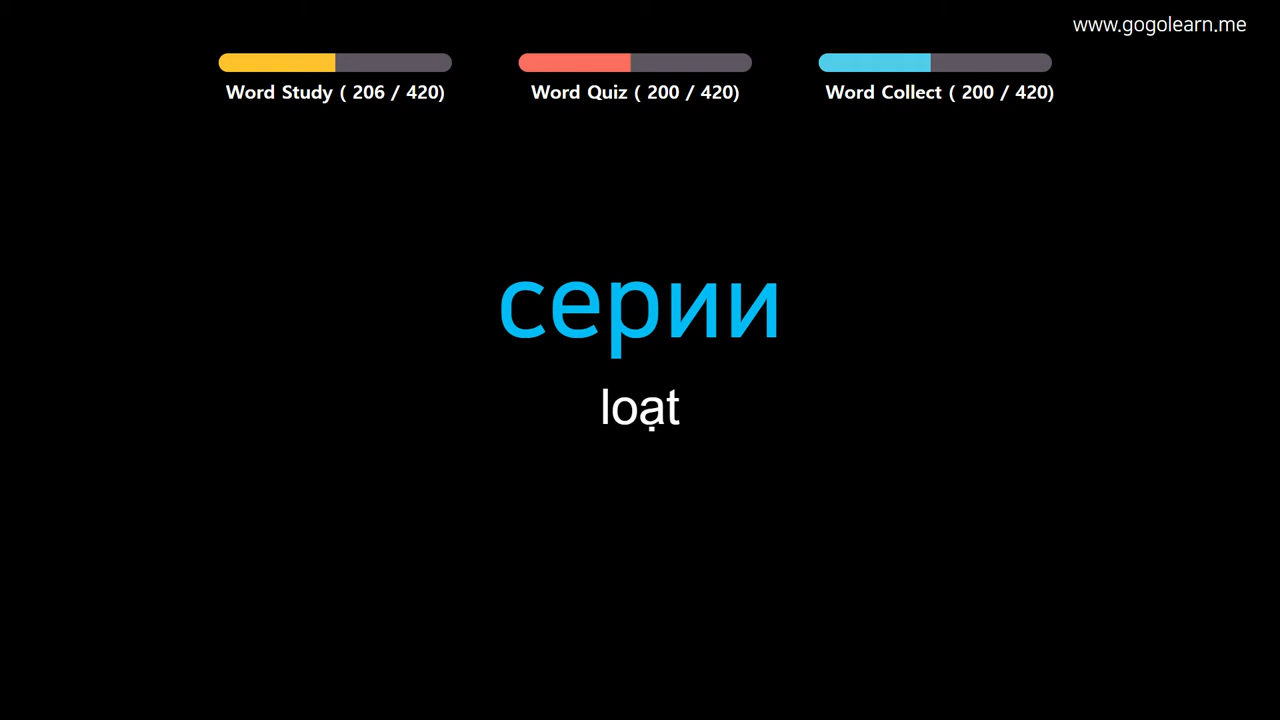 www.gogolearn.me
Word Study ( 206 / 420)
Word Quiz ( 200 / 420)
Word Collect ( 200 / 420)
серии
loạt